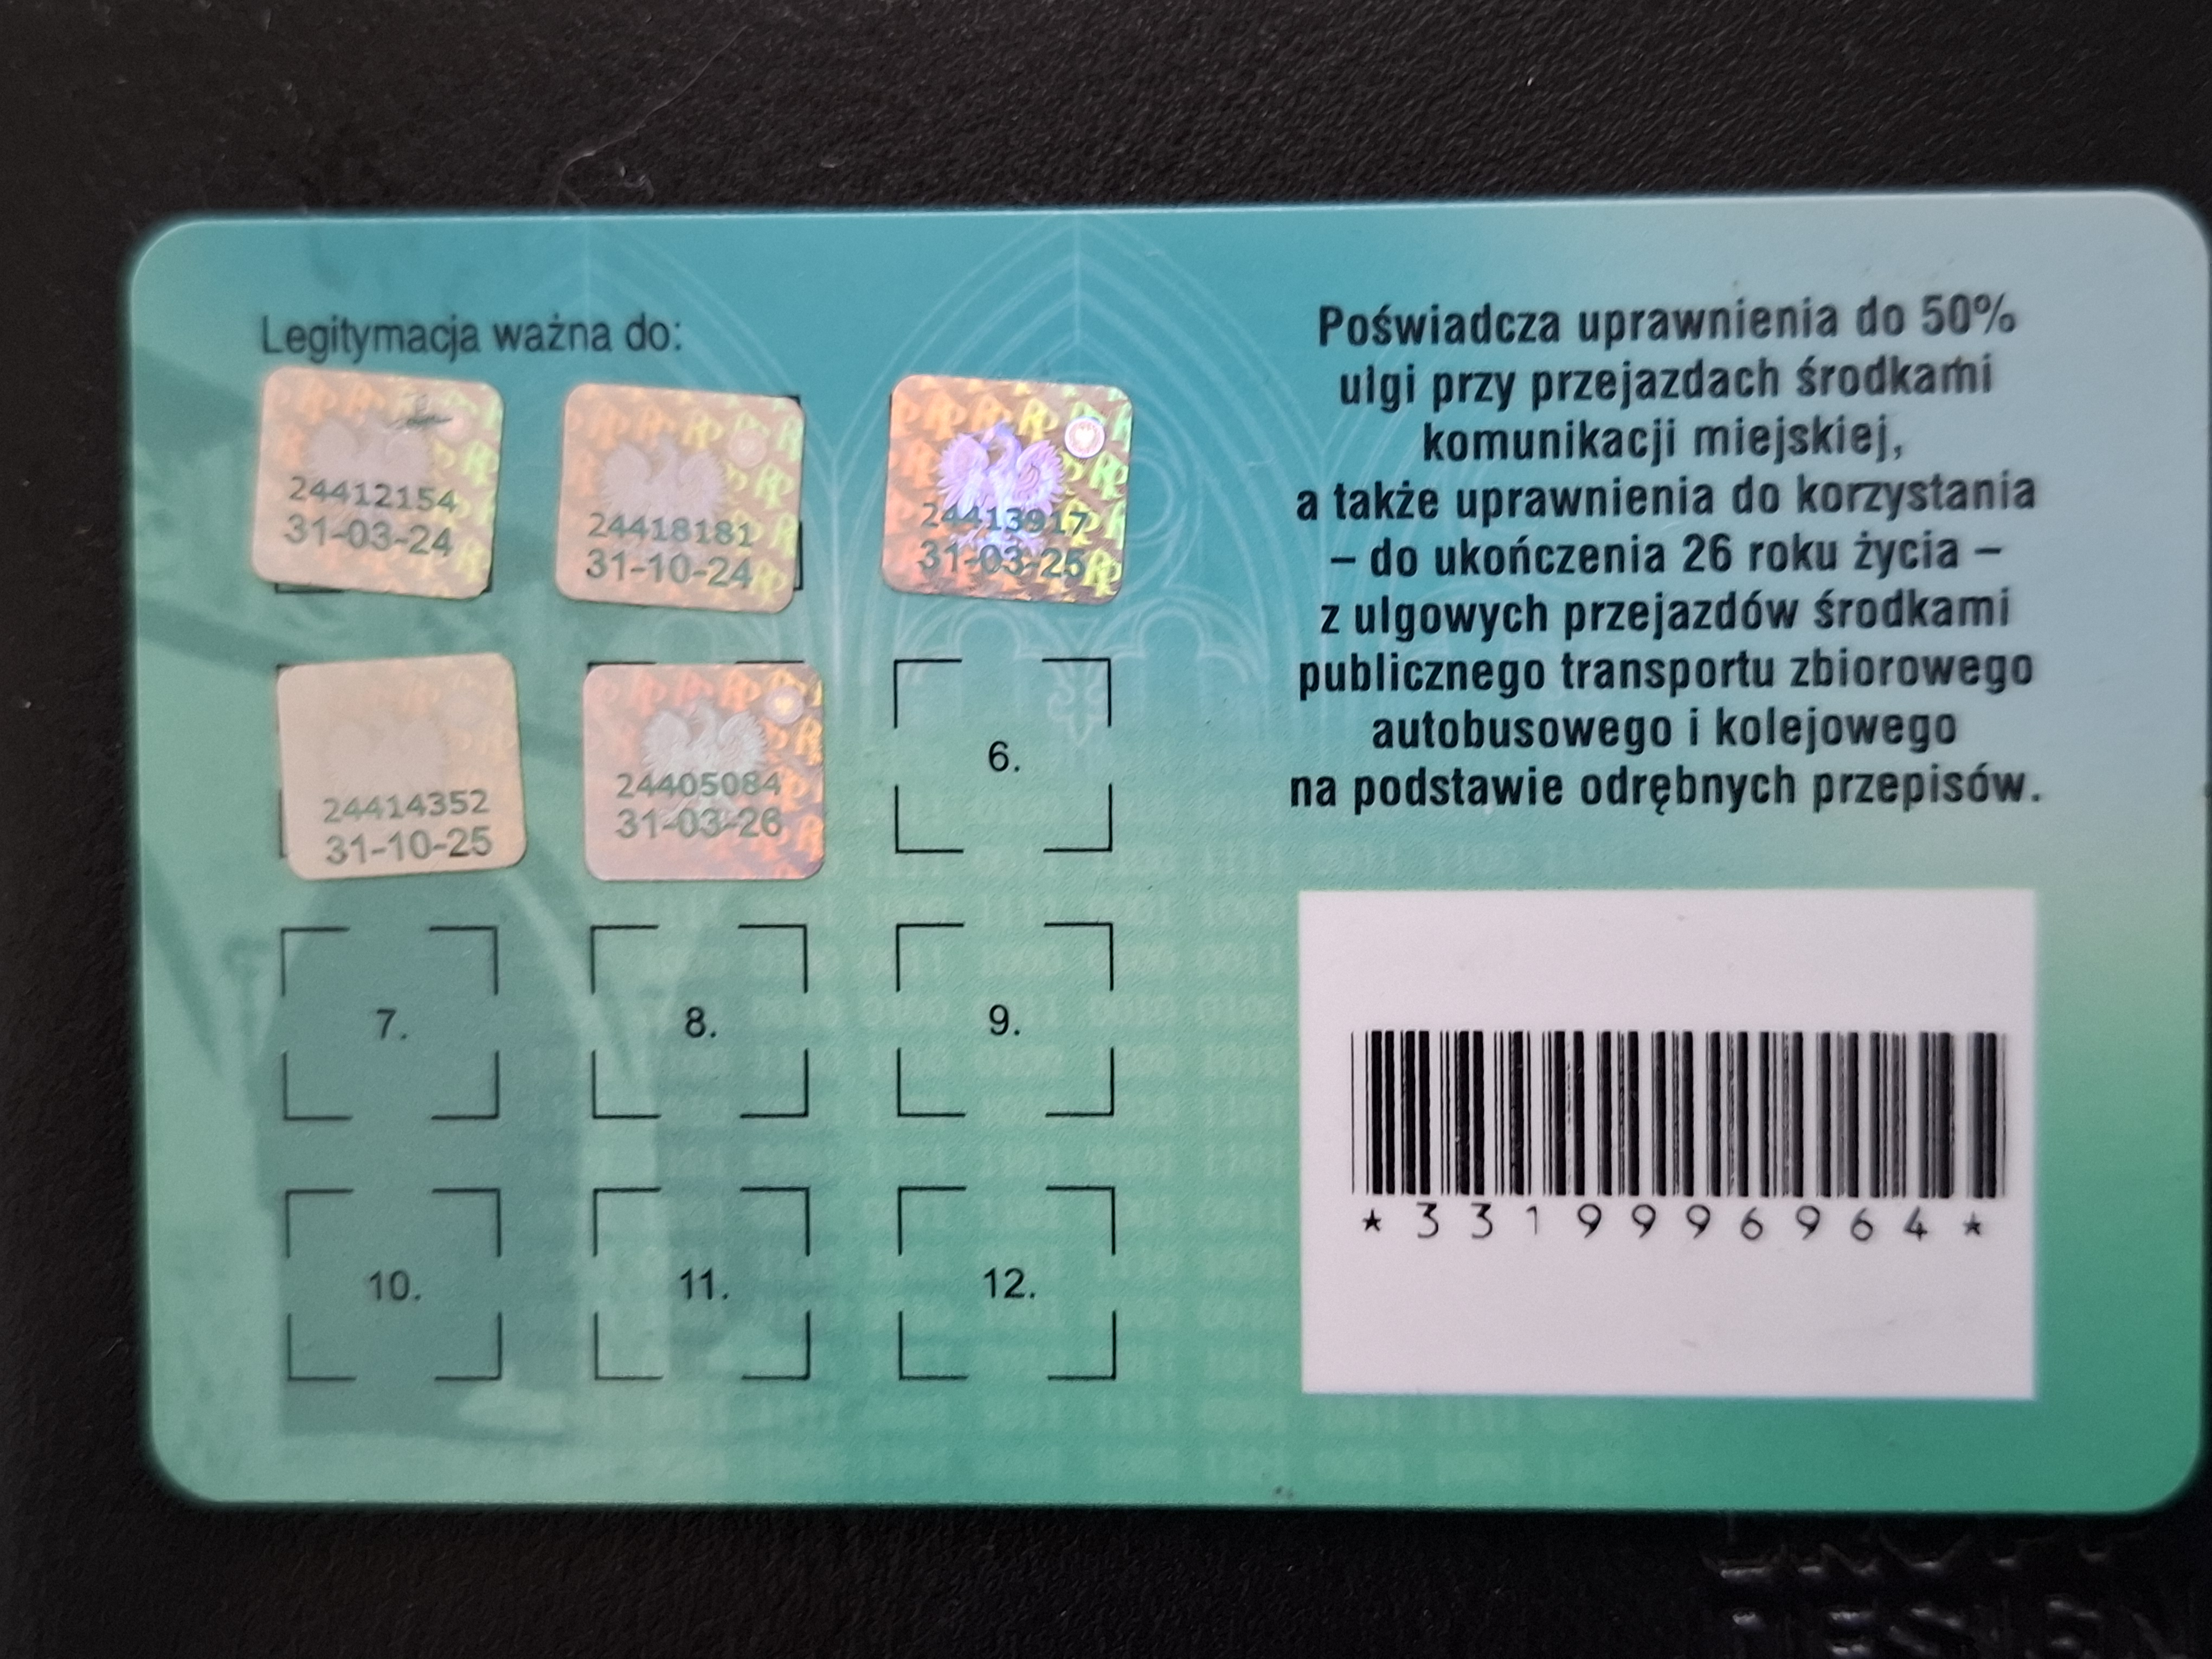 Legitymacja ważna do:
24412154
31-03-24
24418181
31-10-24
24413917
31-03-25
24414352
31-10-25
24405084
31-03-26
6.
7.
8.
9.
10.
11.
12.
Poświadcza uprawnienia do 50%
ulgi przy przejazdach środkami
komunikacji miejskiej,
a także uprawnienia do korzystania
– do ukończenia 26 roku życia –
z ulgowych przejazdów środkami
publicznego transportu zbiorowego
autobusowego i kolejowego
na podstawie odrębnych przepisów.
*3319996964*